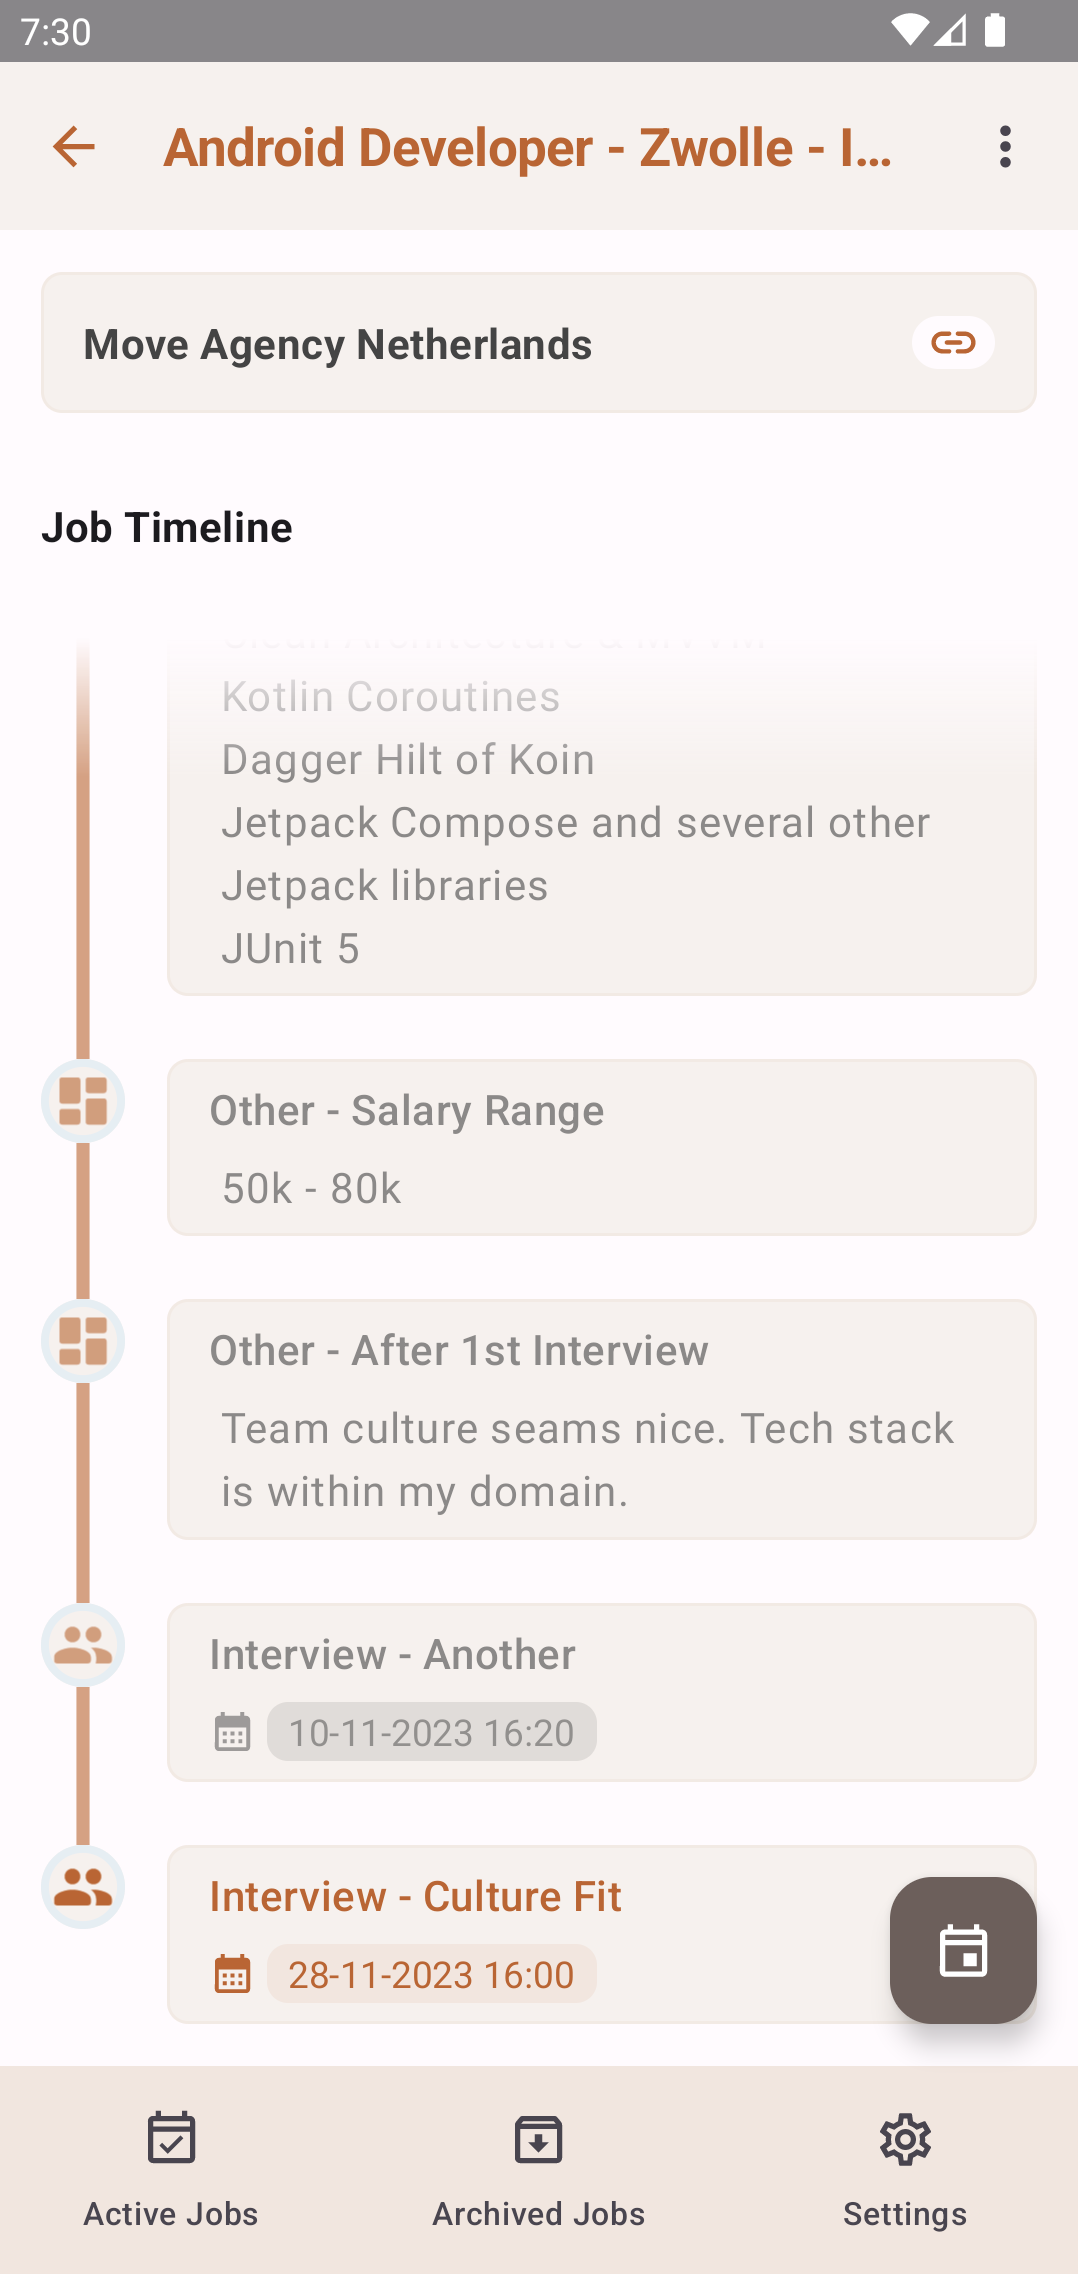 7:30
Android Developer - Zwolle - I...
Move Agency Netherlands
Job Timeline
Clean Architecture & MVVM
Kotlin Coroutines
Dagger Hilt of Koin
Jetpack Compose and several other
Jetpack libraries
JUnit 5
Other - Salary Range
50k - 80k
Other - After 1st Interview
Team culture seams nice. Tech stack
is within my domain.
Interview - Another
10-11-2023 16:20
Interview - Culture Fit
28-11-2023 16:00
Active Jobs
Archived Jobs
Settings